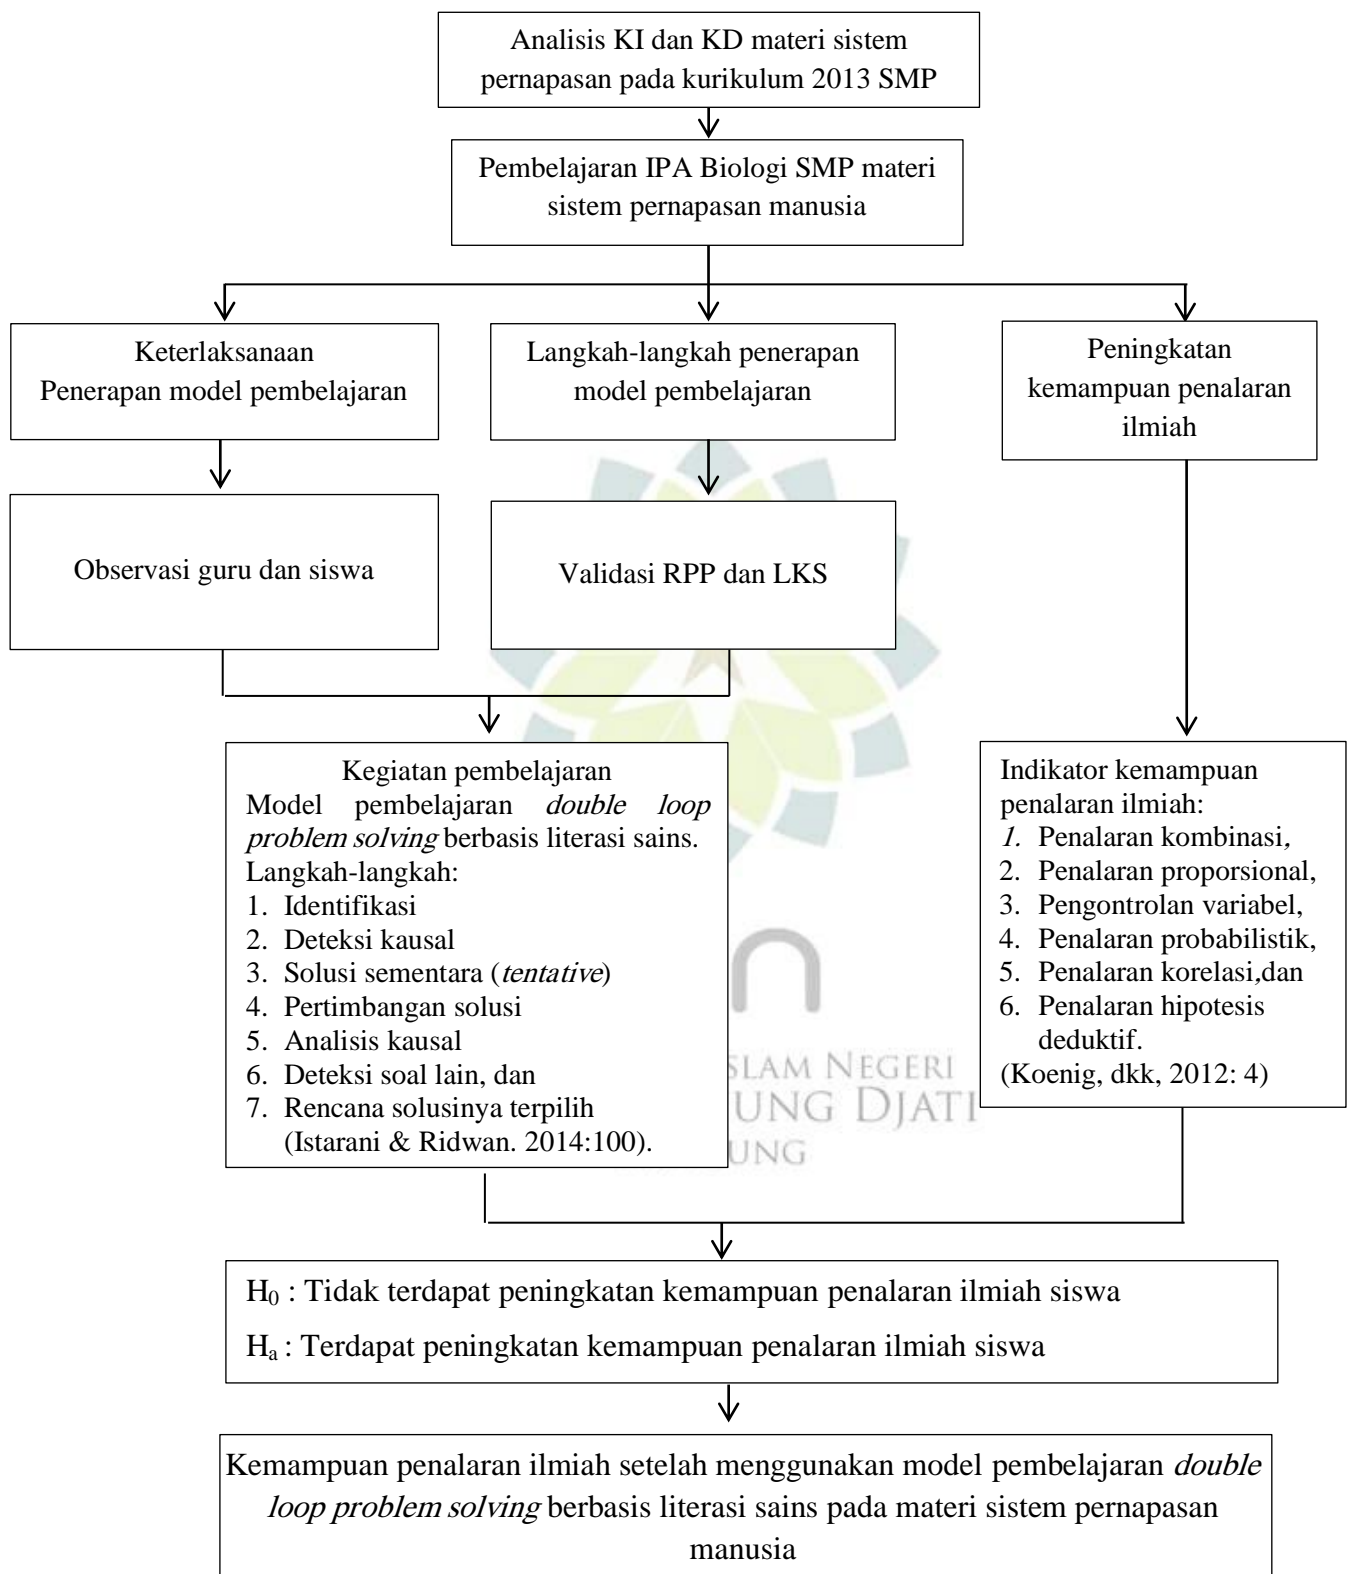 Analisis KI dan KD materi sistem
pernapasan pada kurikulum 2013 SMP
Pembelajaran IPA Biologi SMP materi
sistem pernapasan manusia
Keterlaksanaan
Penerapan model pembelajaran
Langkah-langkah penerapan
model pembelajaran
Peningkatan
kemampuan penalaran
ilmiah
Observasi guru dan siswa
Validasi RPP dan LKS
Kegiatan pembelajaran
Model pembelajaran double loop
problem solving berbasis literasi sains.
Langkah-langkah:
1. Identifikasi
2. Deteksi kausal
3. Solusi sementara (tentative)
4. Pertimbangan solusi
5. Analisis kausal
6. Deteksi soal lain, dan
7. Rencana solusinya terpilih
(Istarani & Ridwan. 2014:100).
Indikator kemampuan
penalaran ilmiah:
1. Penalaran kombinasi,
2. Penalaran proporsional,
3. Pengontrolan variabel,
4. Penalaran probabilistik,
5. Penalaran korelasi,dan
6. Penalaran hipotesis
deduktif.
(Koenig, dkk, 2012: 4)
NEGERI
DJATI
H0 : Tidak terdapat peningkatan kemampuan penalaran ilmiah siswa
Ha : Terdapat peningkatan kemampuan penalaran ilmiah siswa
Kemampuan penalaran ilmiah setelah menggunakan model pembelajaran double
loop problem solving berbasis literasi sains pada materi sistem pernapasan
manusia